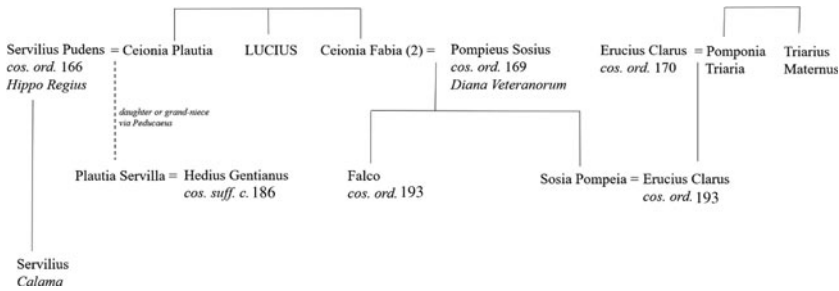 Servilius Pudens = Ceionia Plautia LUCIUS Ceionia Fabia (2) = Pompieus Sosius Erucius Clarus = Pomponia Triarius
cos. ord. 166 cos. ord. 169 cos. ord. 170 Triaria Maternus
Hippo Regius Diana Veteranorum
daughter or grand-niece
via Peducaeus
Plautia Servilla = Hedius Gentianus Falco Sosia Pompeia = Erucius Clarus
cos. suff. c. 186 cos. ord. 193 cos. ord. 193
Servilius
Calama